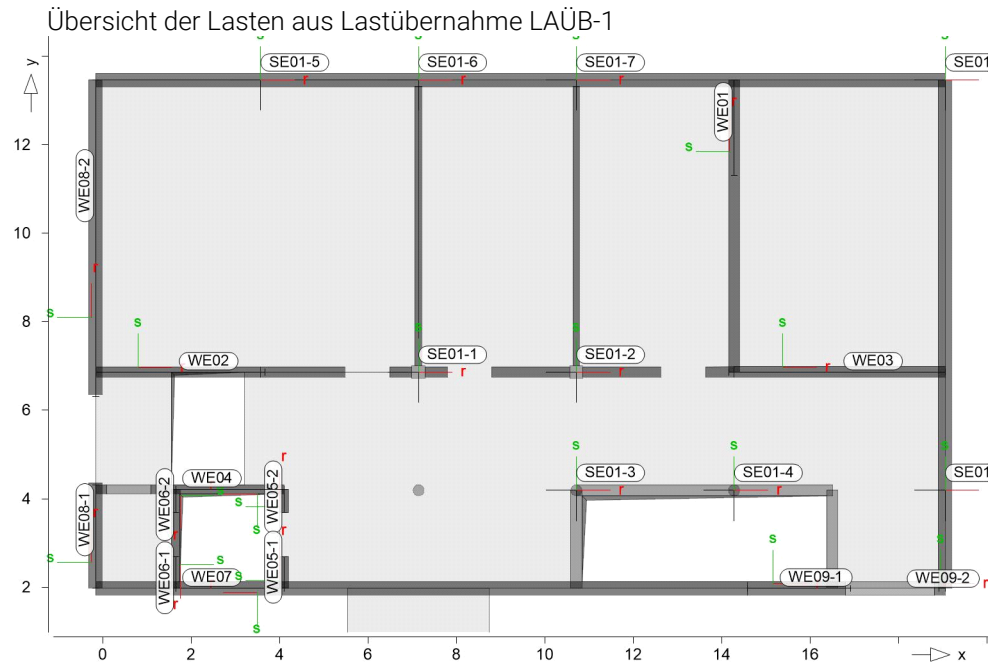 Übersicht der Lasten aus Lastübernahme LAÜB-1
y
s
s
s
s
SE01-5
r
SE01-6
r
SE01-7
r
SE01
WE01
r
s
12
WE08-2
10
r
s
8
s
s
s
s
WE02
r
SE01-1
r
SE01-2
r
WE03
r
6
s
s
s
r
WE04
WE06-2
WE05-2
s
s
SE01-3
r
SE01-4
r
SE01
4
WE08-1
r
r
r
s
s
s
s
s
s
WE06-1
WE07
WE05-1
s
WE09-1
WE09-2
r
2
r
s
0
2
4
6
8
10
12
14
16
x